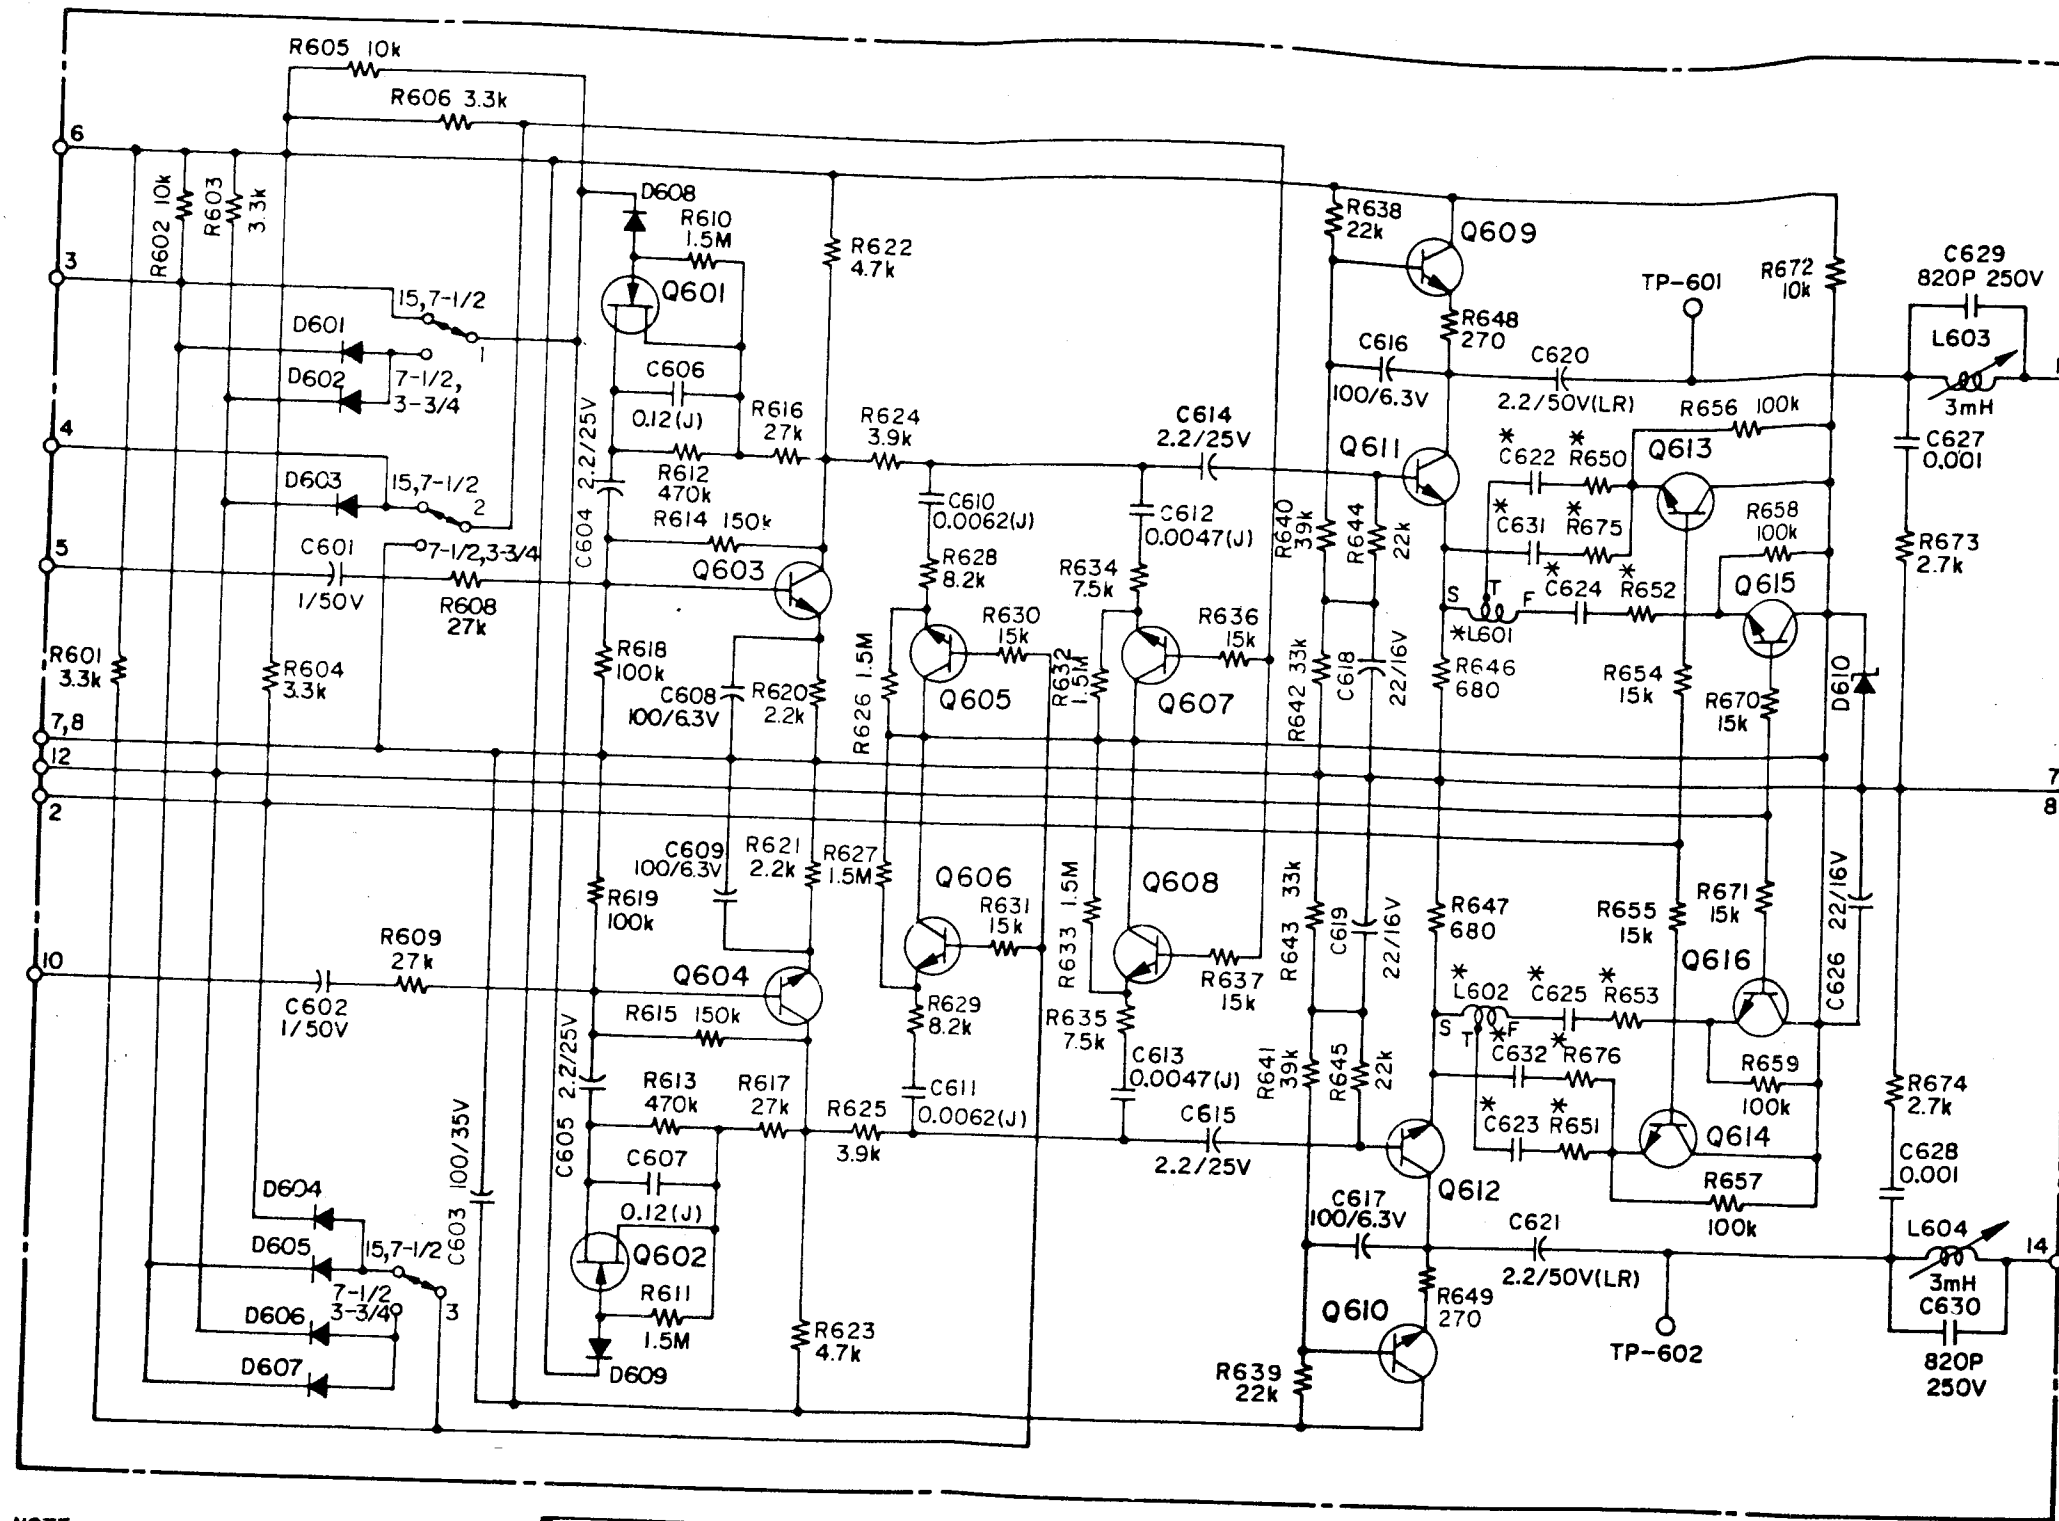 R605 10k
R606 3.3k
6
R602 10k
R603
3.3k
D608
R610
1.5M
R622
4.7k
R638
22k
Q609
C629
820P 250V
3
15,7-1/2
Q601
TP-601
R672
10k
D601
1
R648
270
L603
D602
7-1/2,
3-3/4
C606
0.12(J)
C616
100/6.3V
C620
2.2/50V(LR)
3mH
R656 100k
4
C604 2.2/25V
R616
27k
R624
3.9k
C614
2.2/25V
Q611
*
C622
*
R650
Q613
C627
0.001
D603
15,7-1/2
2
R612
470k
C610
0.0062(J)
C612
0.0047(J)
R614 150k
R640
39k
R644
22k
*
C631
*
R675
R658
100k
5
C601
1/50V
7-1/2,3-3/4
R608
27k
Q603
R628
8.2k
R634
7.5k
S
T
F
*
C624
*
R652
Q615
R673
2.7k
*L601
R601
3.3k
R604
3.3k
R618
100k
C608
100/6.3V
R620
2.2k
R626 1.5M
R630
15k
Q605
R632
1.5M
R636
15k
Q607
R642 33k
C618
22/16V
R646
680
R654
15k
R670
15k
D610
7,8
12
2
7
8
R619
100k
C609
100/6.3V
R621
2.2k
R627
1.5M
Q606
R631
15k
R633 1.5M
Q608
R637
15k
R643 33k
C619
22/16V
R647
680
R655
15k
R671
15k
C626 22/16V
10
R609
27k
C602
1/50V
Q604
R615 150k
R629
8.2k
R635
7.5k
*
L602
S
T
F
*
C625
*
R653
Q616
*
C632
*
R676
R659
100k
C605 2.2/25V
R613
470k
R617
27k
R625
3.9k
C611
0.0062(J)
C613
0.0047(J)
C615
2.2/25V
R641
39k
R645
22k
*
C623
*
R651
Q614
R674
2.7k
C603 100/35V
C607
0.12(J)
Q612
R657
100k
C628
0.001
D604
D605
15,7-1/2
7-1/2
3-3/4
3
D606
D607
Q602
R611
1.5M
D609
R623
4.7k
C617
100/6.3V
C621
2.2/50V(LR)
L604
3mH
14
Q610
R649
270
R639
22k
TP-602
C630
820P
250V